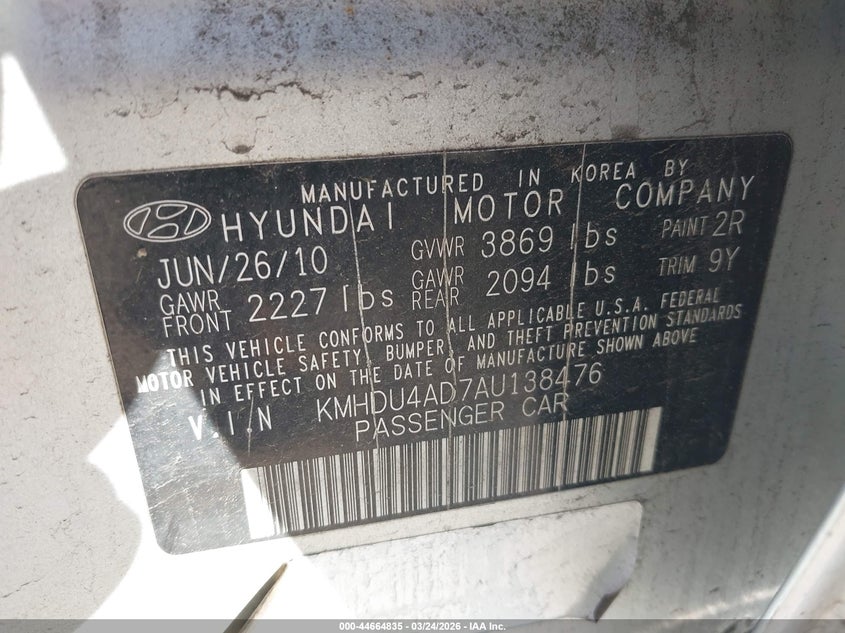 MANUFACTURED IN KOREA BY
HYUNDAI MOTOR COMPANY
JUN/26/10 GVWR 3869 lbs PAINT 2R
GAWR FRONT 2227 lbs GAWR REAR 2094 lbs TRIM 9Y
THIS VEHICLE CONFORMS TO ALL APPLICABLE U.S.A. FEDERAL
MOTOR VEHICLE SAFETY, BUMPER, AND THEFT PREVENTION STANDARDS
IN EFFECT ON THE DATE OF MANUFACTURE SHOWN ABOVE
V.I.N KMHDU4AD7AU138476
PASSENGER CAR
000-44664835 - 03/24/2026 - IAA Inc.